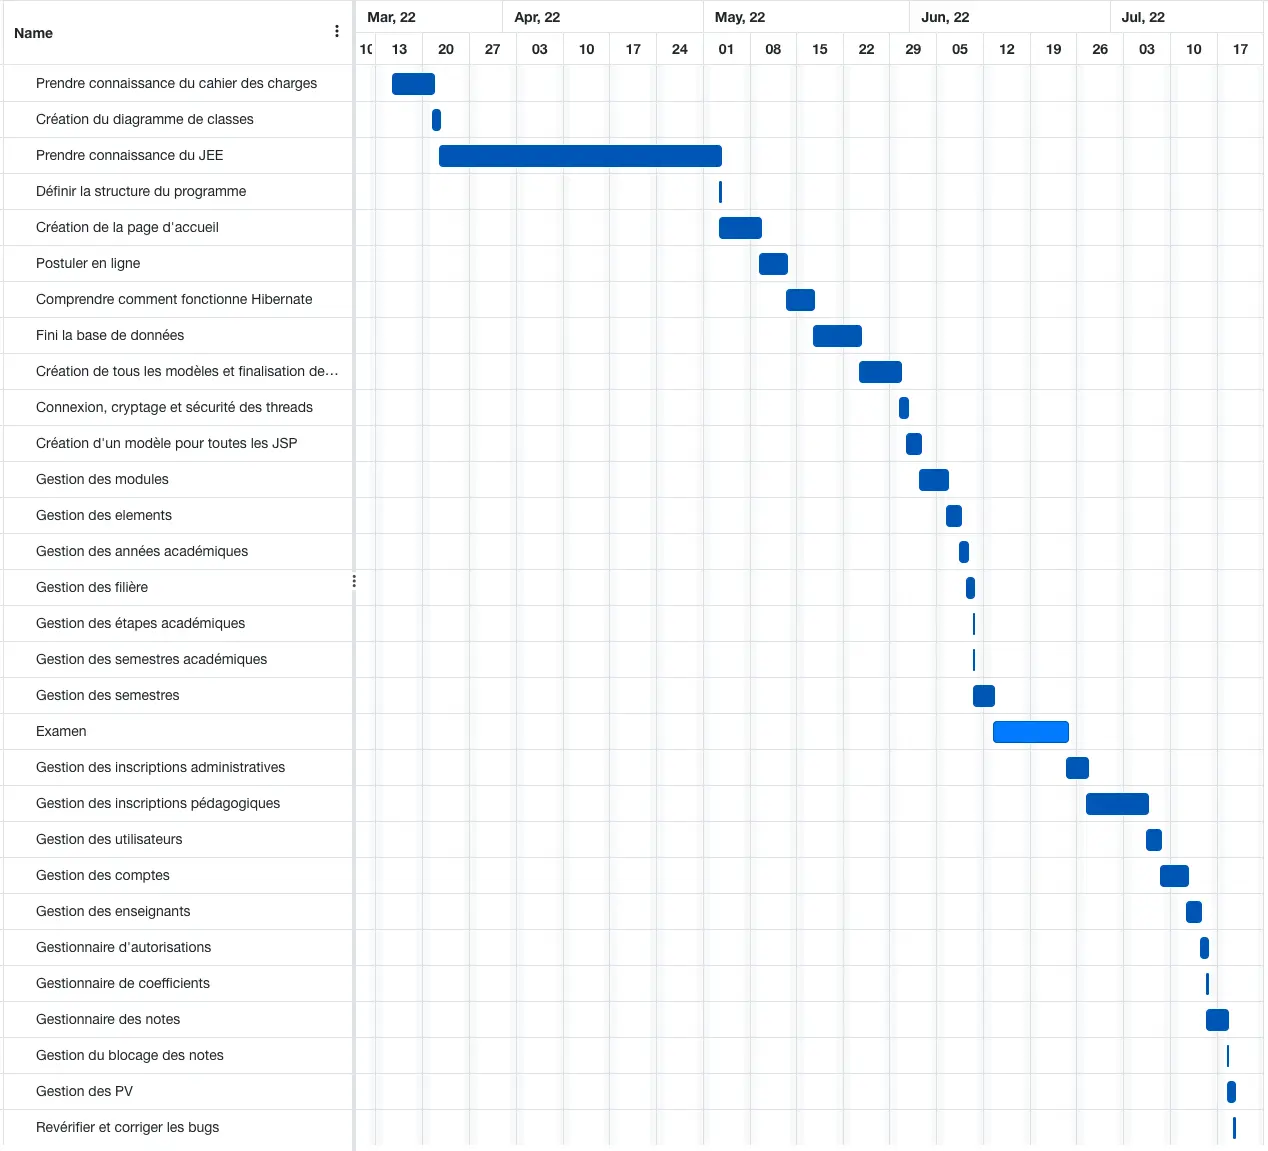 Name
Mar, 22 Apr, 22 May, 22 Jun, 22 Jul, 22
13 20 27 03 10 17 24 01 08 15 22 29 05 12 19 26 03 10 17
Prendre connaissance du cahier des charges
Création du diagramme de classes
Prendre connaissance du JEE
Définir la structure du programme
Création de la page d'accueil
Postuler en ligne
Comprendre comment fonctionne Hibernate
Fini la base de données
Création de tous les modèles et finalisation de…
Connexion, cryptage et sécurité des threads
Création d'un modèle pour toutes les JSP
Gestion des modules
Gestion des elements
Gestion des années académiques
Gestion des filière
Gestion des étapes académiques
Gestion des semestres académiques
Gestion des semestres
Examen
Gestion des inscriptions administratives
Gestion des inscriptions pédagogiques
Gestion des utilisateurs
Gestion des comptes
Gestion des enseignants
Gestionnaire d'autorisations
Gestionnaire de coefficients
Gestionnaire des notes
Gestion du blocage des notes
Gestion des PV
Revérifier et corriger les bugs